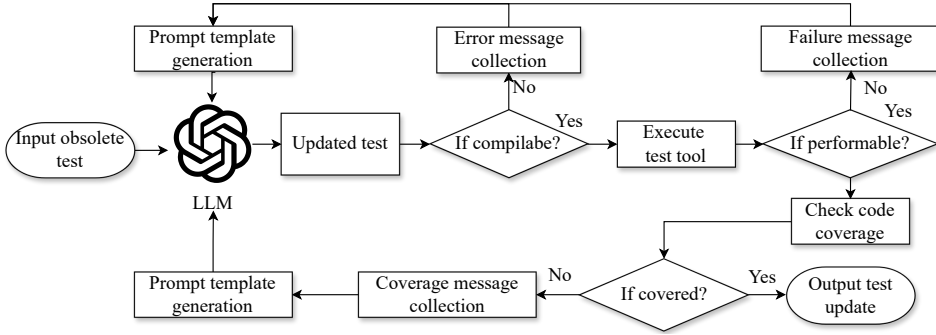 Prompt template
generation
Error message
collection
Failure message
collection
No
No
Yes
Yes
Input obsolete
test
Updated test
If compilabe?
Execute
test tool
If performable?
LLM
Check code
coverage
Prompt template
generation
Coverage message
collection
No
If covered?
Yes
Output test
update